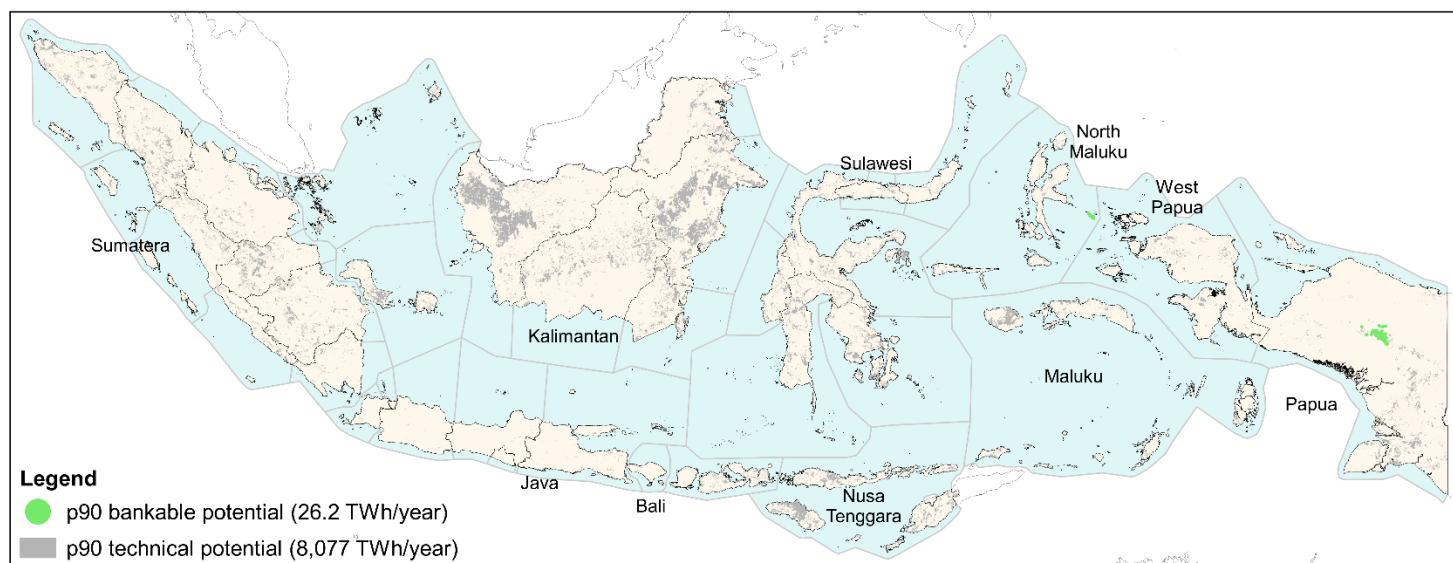 North
Maluku
Sulawesi
West
Papua
Sumatera
Kalimantan
Maluku
Papua
Java
Bali
Nusa
Tenggara
Legend
p90 bankable potential (26.2 TWh/year)
p90 technical potential (8,077 TWh/year)